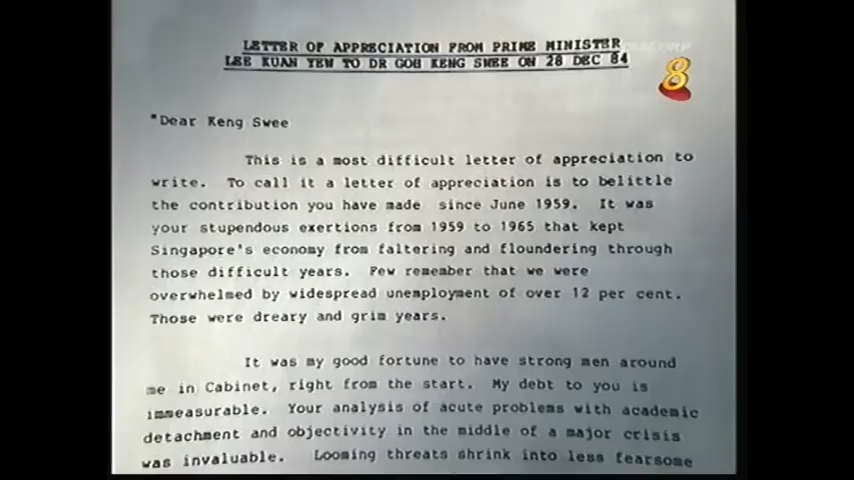 LETTER OF APPRECIATION FROM PRIME MINISTER
LEE KUAN YEW TO DR GOH KENG SWEE ON 28 DEC 84
8
"Dear Keng Swee
This is a most difficult letter of appreciation to
write. To call it a letter of appreciation is to belittle
the contribution you have made since June 1959. It was
your stupendous exertions from 1959 to 1965 that kept
Singapore's economy from faltering and floundering through
those difficult years. Few remember that we were
overwhelmed by widespread unemployment of over 12 per cent.
Those were dreary and grim years.
It was my good fortune to have strong men around
me in Cabinet, right from the start. My debt to you is
immeasurable. Your analysis of acute problems with academic
detachment and objectivity in the middle of a major crisis
was invaluable. Looming threats shrink into less fearsome